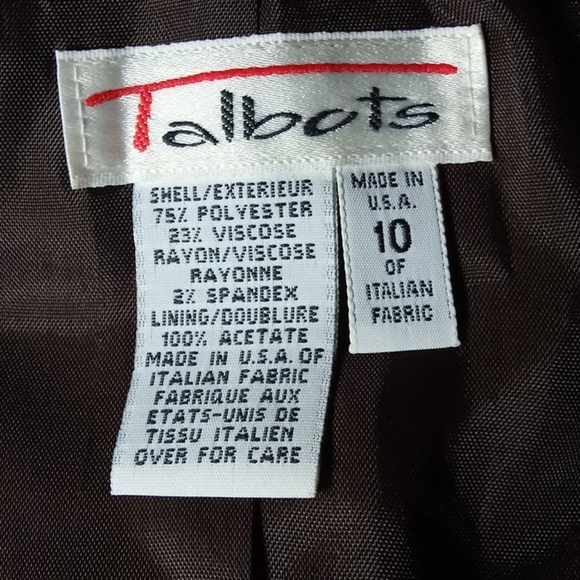 Talbots
SHELL/EXTERIEUR
75% POLYESTER
23% VISCOSE
RAYON/VISCOSE
RAYONNE
2% SPANDEX
LINING/DOUBLURE
100% ACETATE
MADE IN U.S.A. OF
ITALIAN FABRIC
FABRIQUE AUX
ETATS-UNIS DE
TISSU ITALIEN
OVER FOR CARE
MADE IN
U.S.A.
10
OF
ITALIAN
FABRIC